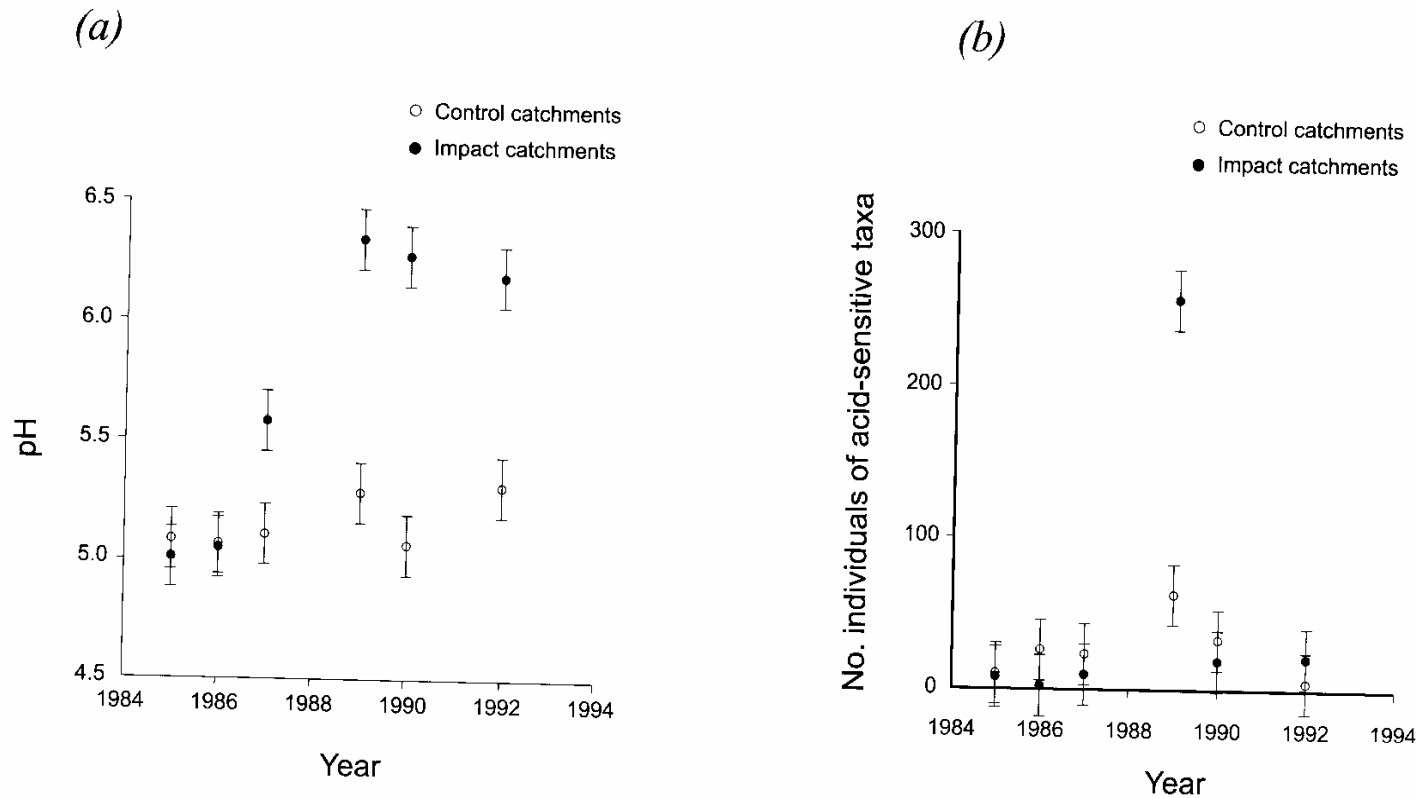 (a)
Control catchments
Impact catchments
6.5
6.0
5.5
5.0
4.5
pH
1984 1986 1988 1990 1992 1994
Year
(b)
Control catchments
Impact catchments
300
200
100
0
No. individuals of acid-sensitive taxa
1984 1986 1988 1990 1992 1994
Year